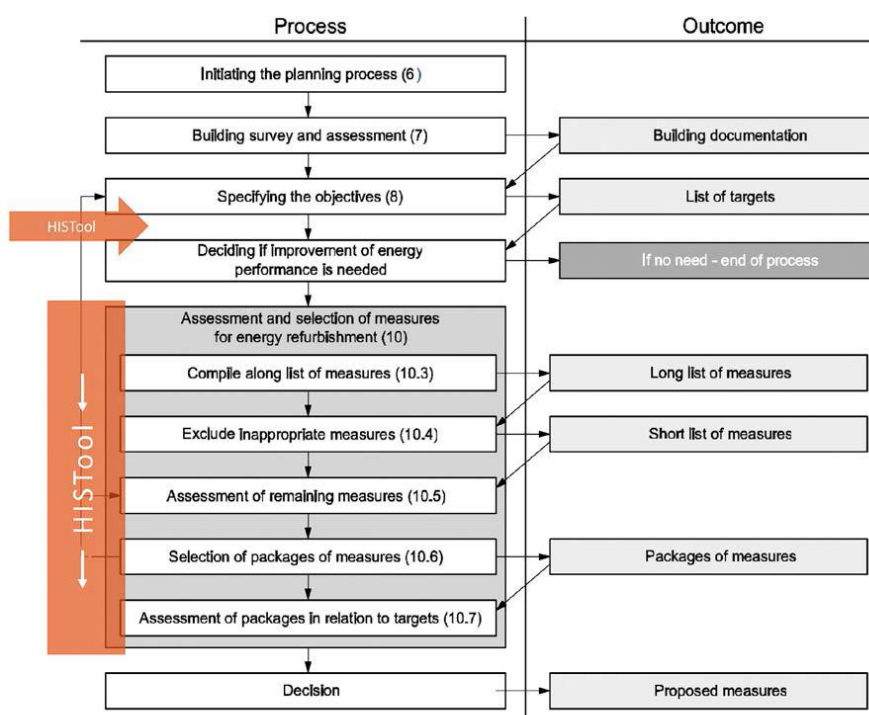 Process
Outcome
Initiating the planning process (6)
Building survey and assessment (7)
Building documentation
Specifying the objectives (8)
List of targets
HISTool
Deciding if improvement of energy
performance is needed
If no need - end of process
Assessment and selection of measures
for energy refurbishment (10)
Compile along list of measures (10.3)
Long list of measures
Exclude inappropriate measures (10.4)
Short list of measures
HISTool
Assessment of remaining measures (10.5)
Selection of packages of measures (10.6)
Packages of measures
Assessment of packages in relation to targets (10.7)
Decision
Proposed measures